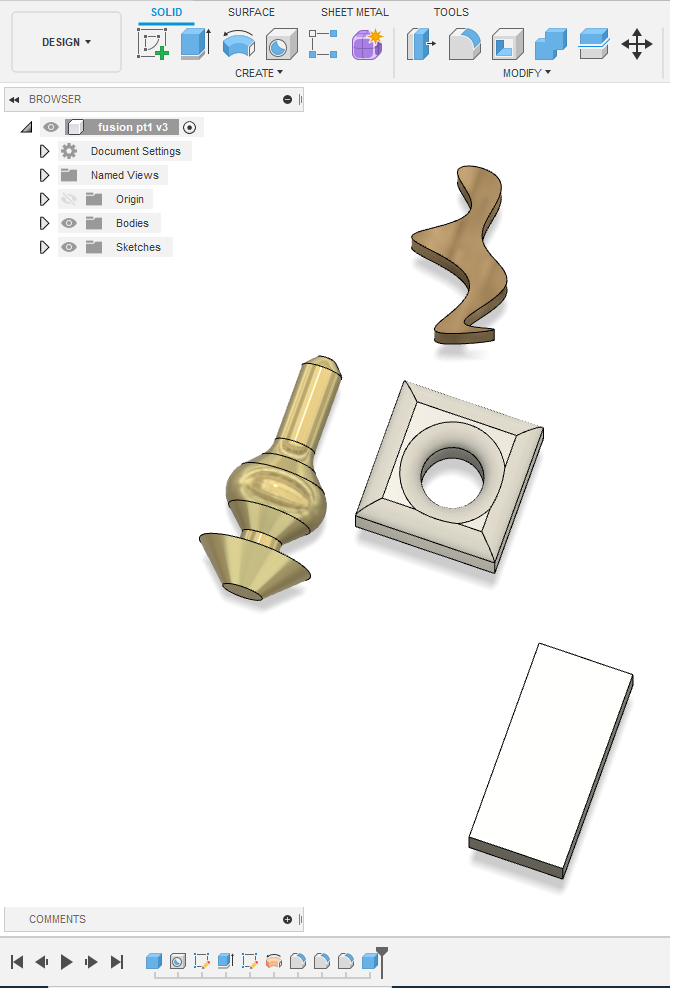 SOLID SURFACE SHEET METAL TOOLS
DESIGN
CREATE MODIFY
BROWSER
fusion pt1 v3
Document Settings
Named Views
Origin
Bodies
Sketches
COMMENTS